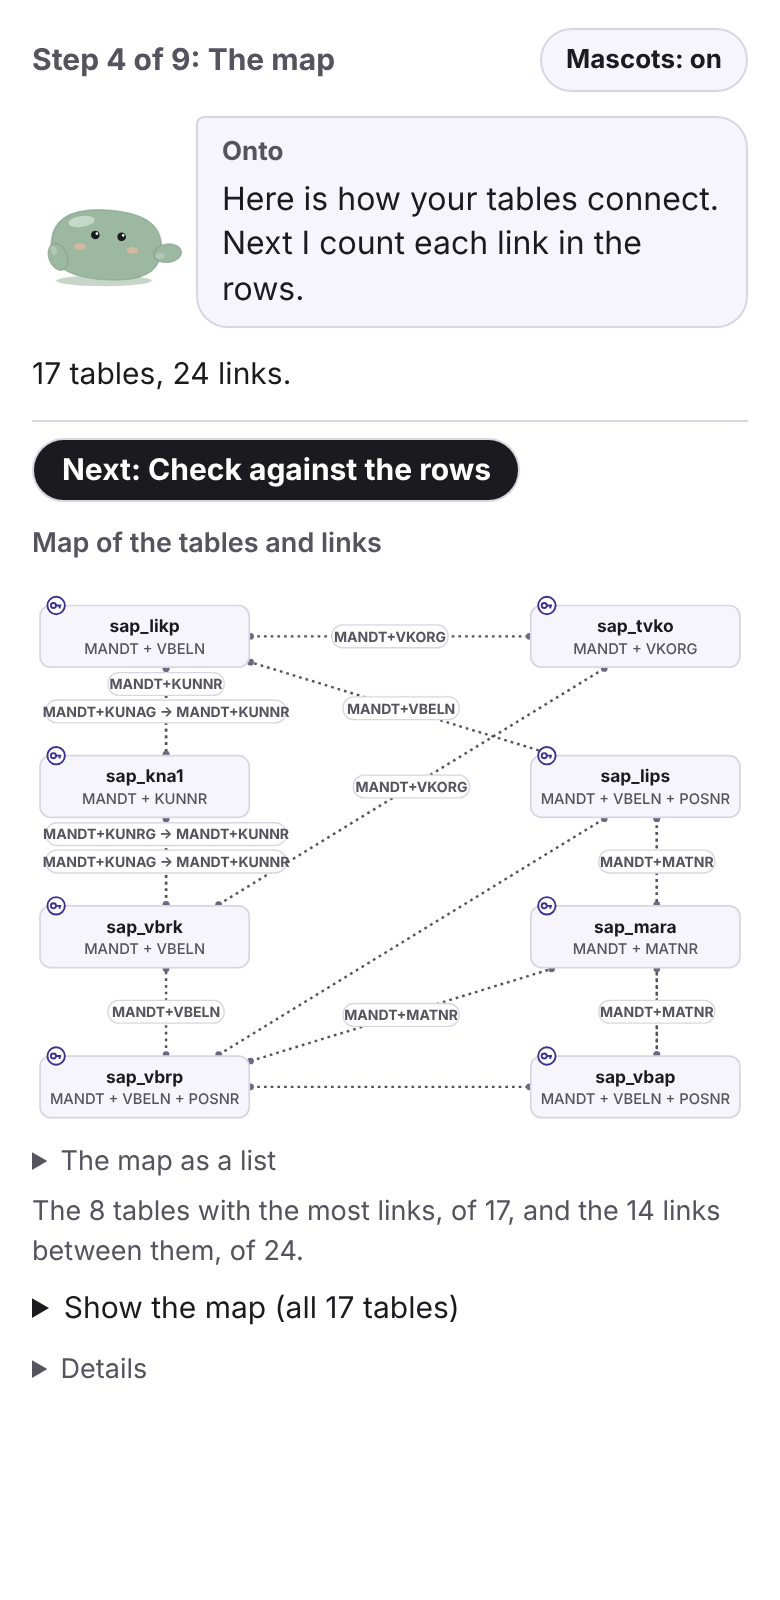 Step 4 of 9: The map
Mascots: on
Onto
Here is how your tables connect.
Next I count each link in the
rows.
17 tables, 24 links.
Next: Check against the rows
Map of the tables and links
sap_likp
MANDT + VBELN
MANDT+VKORG
sap_tvko
MANDT + VKORG
MANDT+KUNNR
MANDT+KUNAG → MANDT+KUNNR
MANDT+VBELN
sap_kna1
MANDT + KUNNR
MANDT+VKORG
sap_lips
MANDT + VBELN + POSNR
MANDT+KUNRG → MANDT+KUNNR
MANDT+KUNAG → MANDT+KUNNR
MANDT+MATNR
sap_vbrk
MANDT + VBELN
sap_mara
MANDT + MATNR
MANDT+VBELN
MANDT+MATNR
MANDT+MATNR
sap_vbrp
MANDT + VBELN + POSNR
sap_vbap
MANDT + VBELN + POSNR
The map as a list
The 8 tables with the most links, of 17, and the 14 links
between them, of 24.
Show the map (all 17 tables)
Details